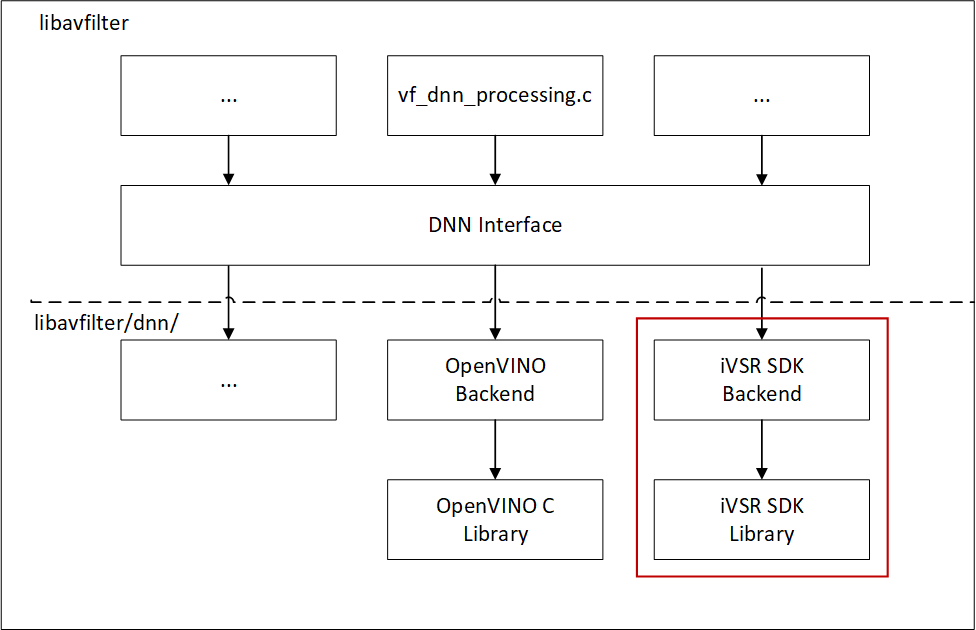 libavfilter
...
vf_dnn_processing.c
...
DNN Interface
libavfilter/dnn/
...
OpenVINO
Backend
iVSR SDK
Backend
OpenVINO C
Library
iVSR SDK
Library